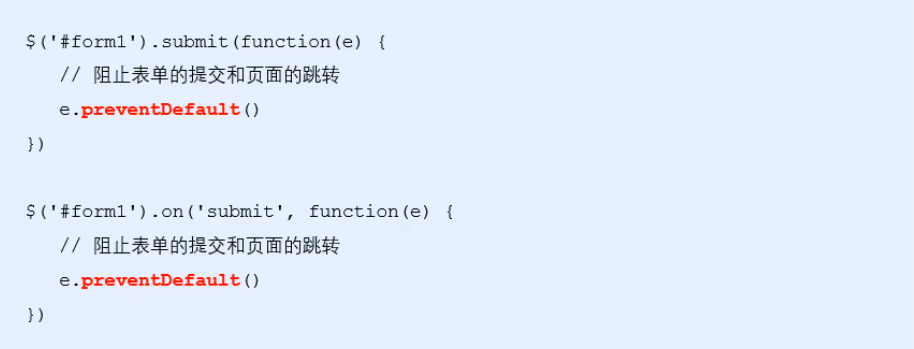 $('#form1').submit(function(e) {
// 阻止表单的提交和页面的跳转
e.preventDefault()
})
$('#form1').on('submit', function(e) {
// 阻止表单的提交和页面的跳转
e.preventDefault()
})